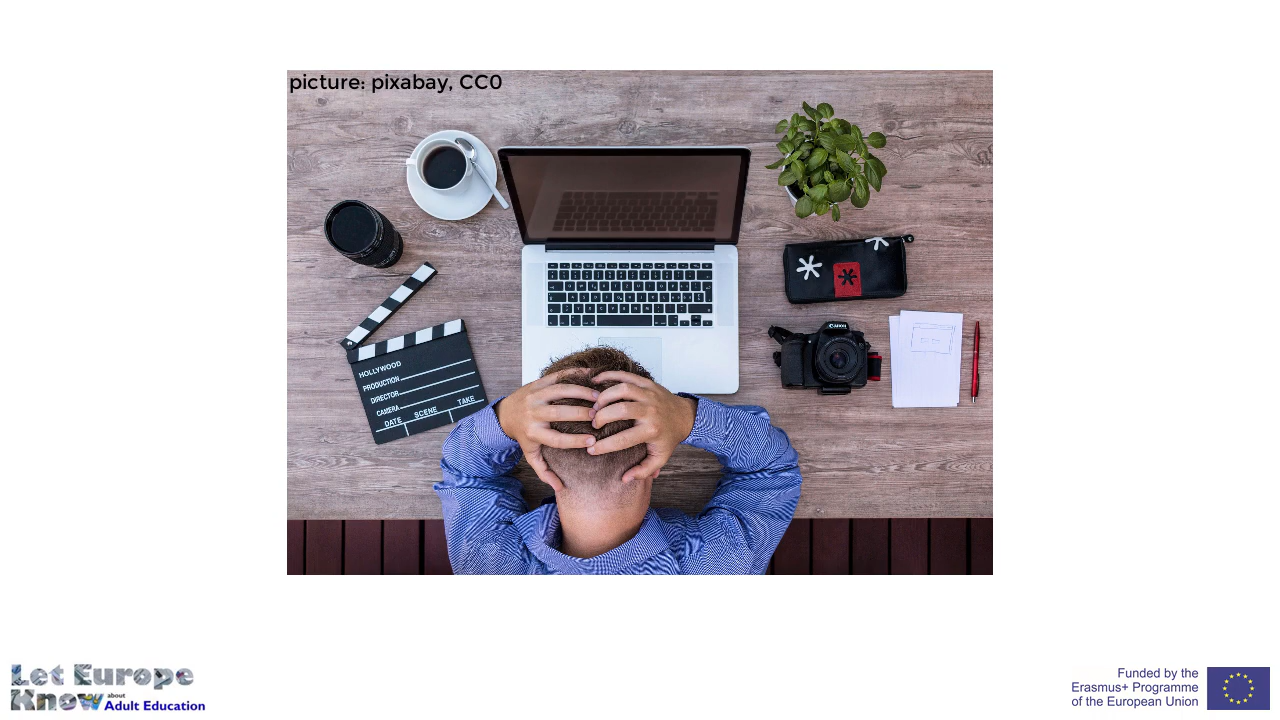 picture: pixabay, CC0
HOLLYWOOD
PRODUCTION
DIRECTOR
CAMERA
DATE SCENE TAKE
Canon
Let Europe
Know about
Adult Education
Funded by the
Erasmus+ Programme
of the European Union